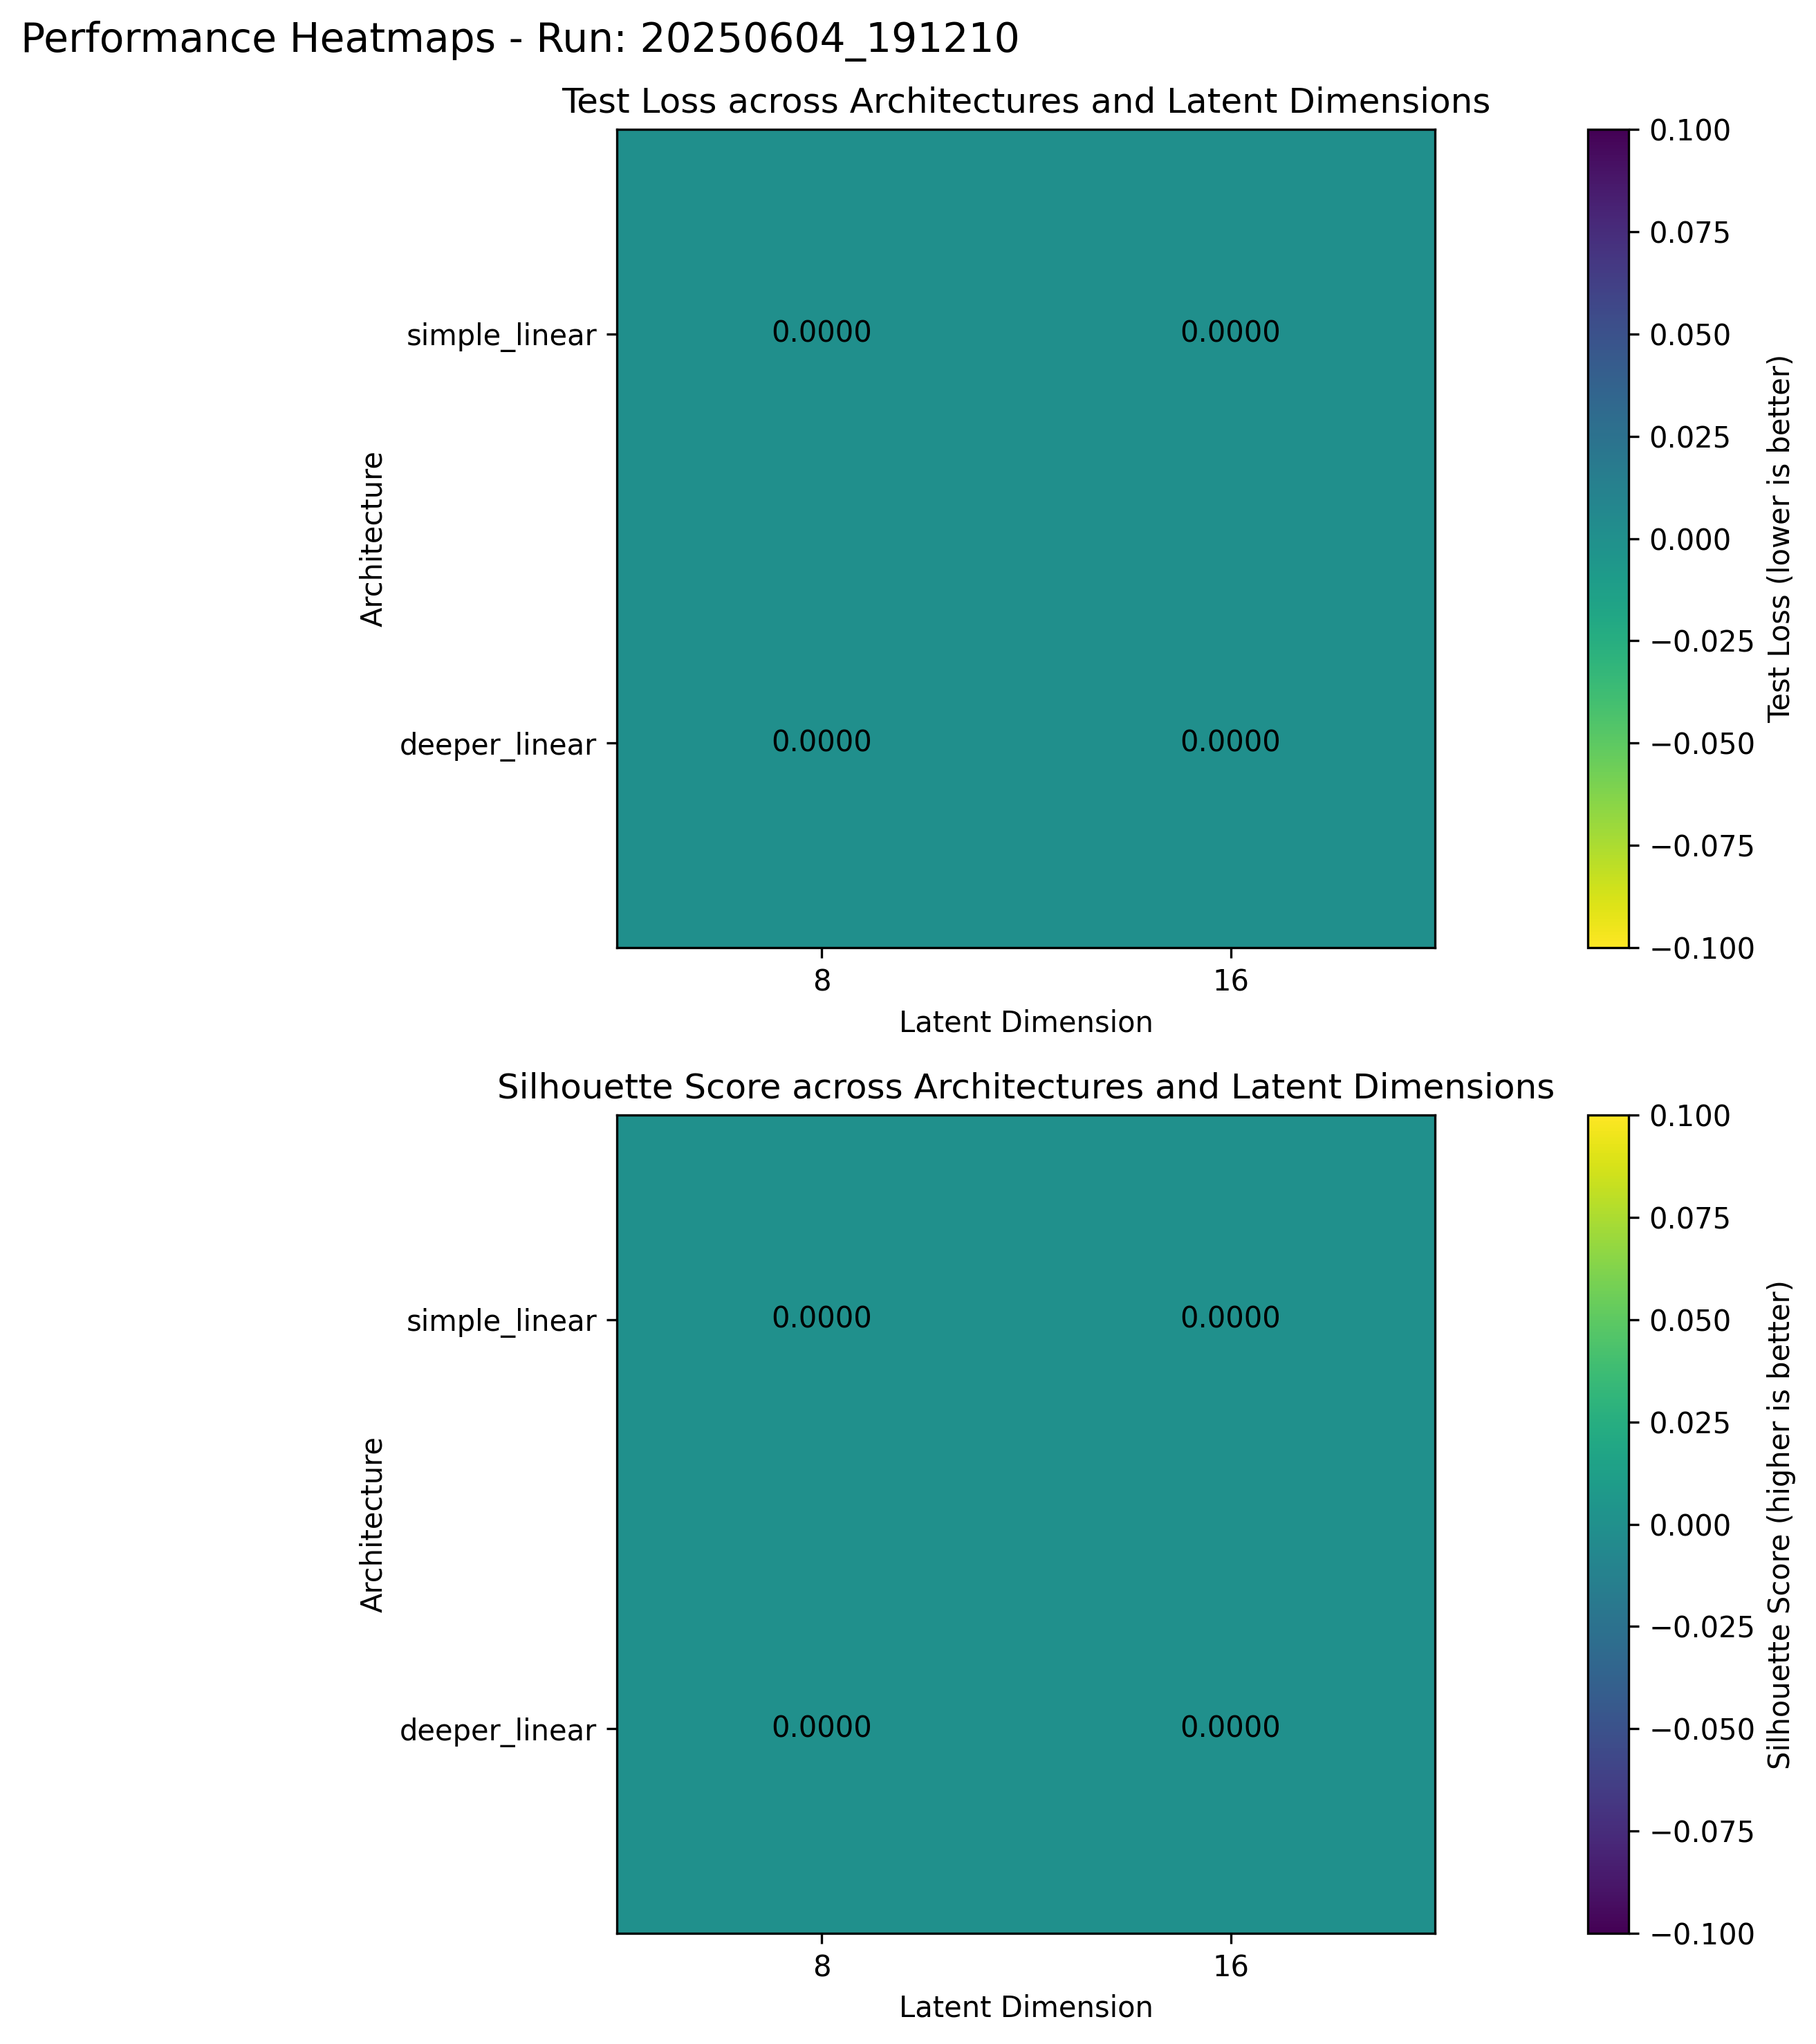 Performance Heatmaps - Run: 20250604_191210
Test Loss across Architectures and Latent Dimensions
simple_linear
0.0000 0.0000
Architecture
deeper_linear
0.0000 0.0000
8 16
Latent Dimension
0.100
0.075
0.050
0.025
0.000
−0.025
−0.050
−0.075
−0.100
Test Loss (lower is better)
Silhouette Score across Architectures and Latent Dimensions
simple_linear
0.0000 0.0000
Architecture
deeper_linear
0.0000 0.0000
8 16
Latent Dimension
0.100
0.075
0.050
0.025
0.000
−0.025
−0.050
−0.075
−0.100
Silhouette Score (higher is better)